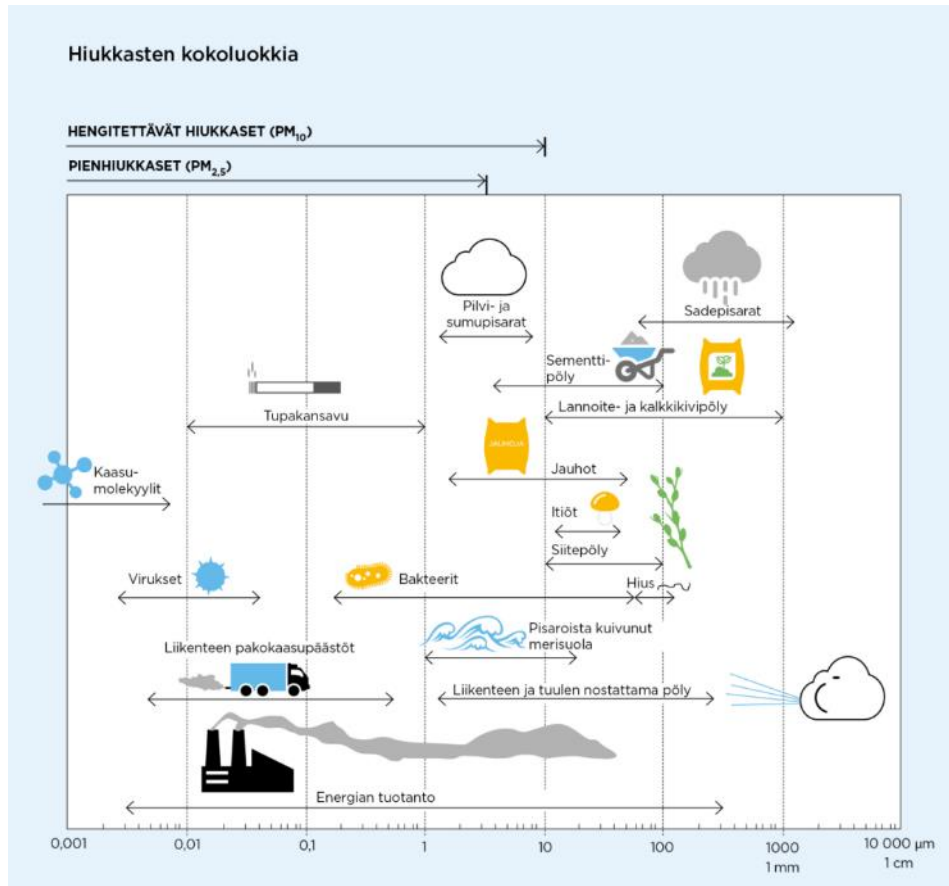 Hiukkasten kokoluokkia
HENGITETTÄVÄT HIUKKASET (PM10)
PIENHIUKKASET (PM2,5)
Pilvi- ja
sumupisarat
Sadepisarat
Sementti-
pöly
Lannoite- ja kalkkikivipöly
Tupakansavu
JAUHOJA
Jauhot
Kaasu-
molekyylit
Itiöt
Siitepöly
Virukset
Bakteerit
Hius
Pisaroista kuivunut
merisuola
Liikenteen pakokaasupäästöt
Liikenteen ja tuulen nostattama pöly
Energian tuotanto
0,001 0,01 0,1 1 10 100 1000 10 000 µm
1 mm 1 cm